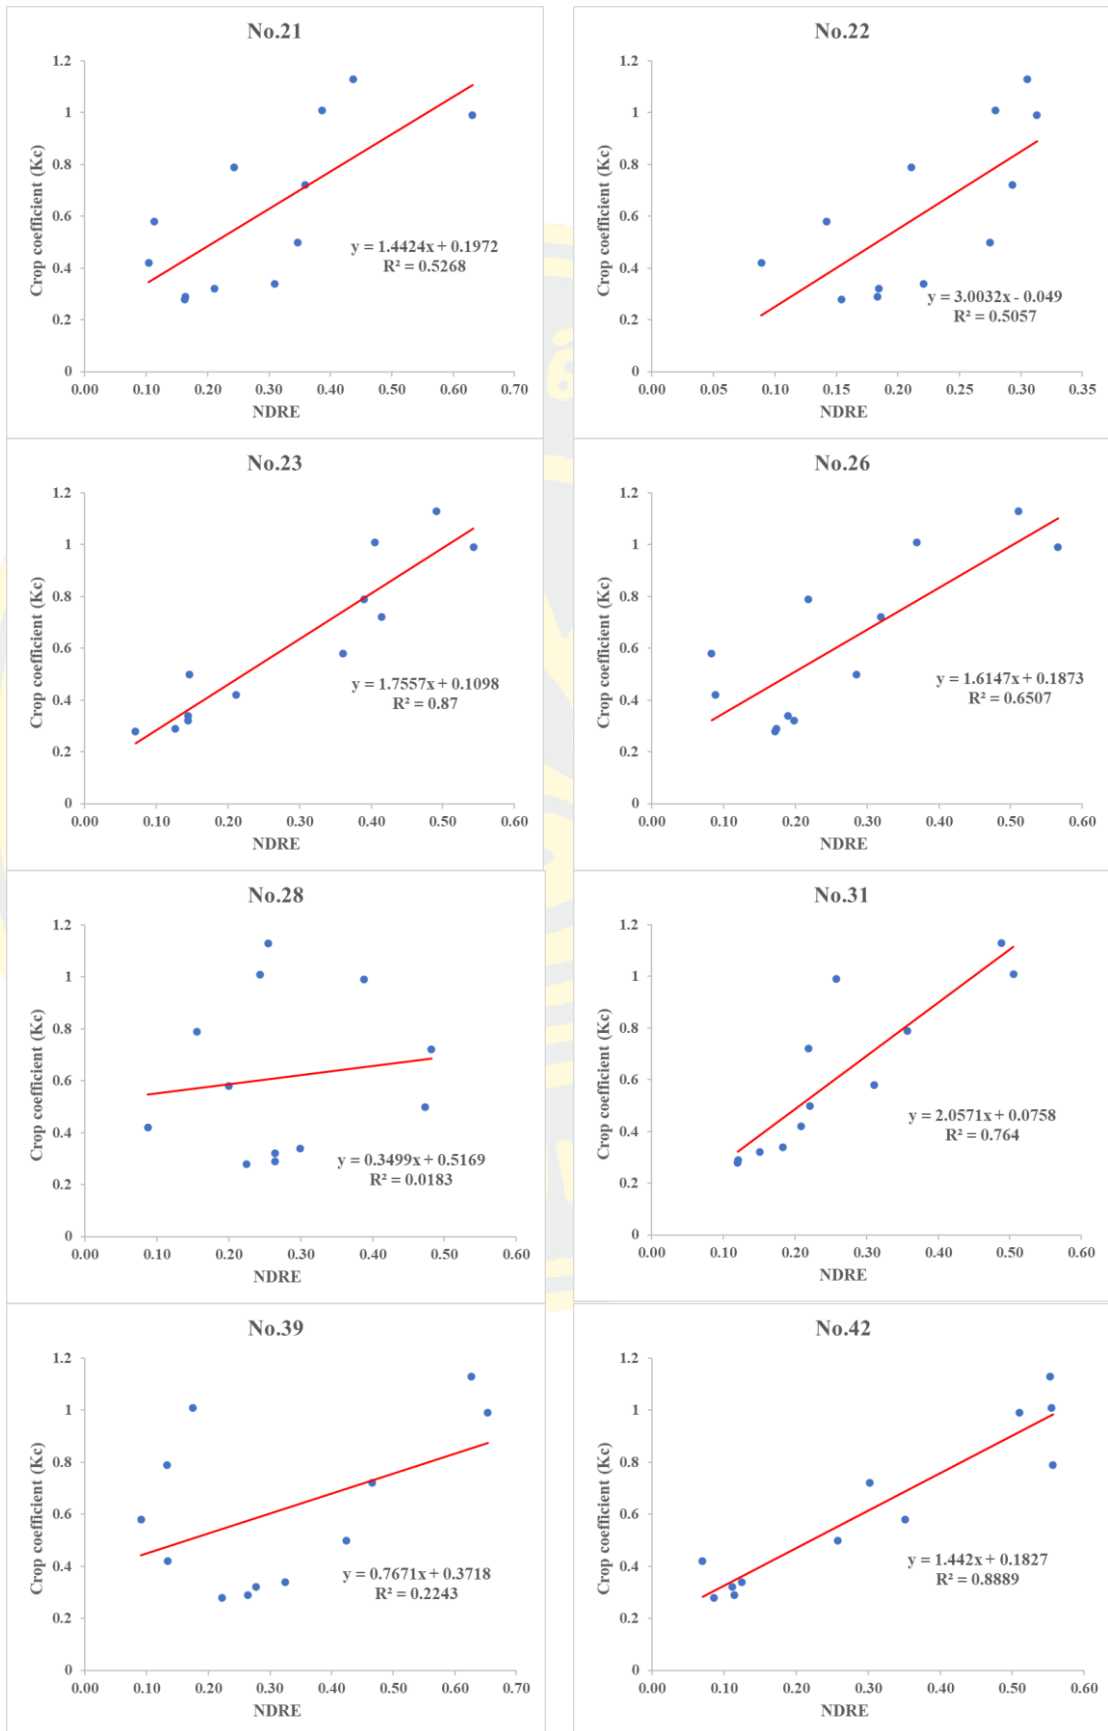 No.21
1.2
1
0.8
0.6
0.4
0.2
0
Crop coefficient (Kc)
y = 1.4424x + 0.1972
R² = 0.5268
0.00 0.10 0.20 0.30 0.40 0.50 0.60 0.70
NDRE
No.22
1.2
1
0.8
0.6
0.4
0.2
0
Crop coefficient (Kc)
y = 3.0032x - 0.049
R² = 0.5057
0.00 0.05 0.10 0.15 0.20 0.25 0.30 0.35
NDRE
No.23
1.2
1
0.8
0.6
0.4
0.2
0
Crop coefficient (Kc)
y = 1.7557x + 0.1098
R² = 0.87
0.00 0.10 0.20 0.30 0.40 0.50 0.60
NDRE
No.26
1.2
1
0.8
0.6
0.4
0.2
0
Crop coefficient (Kc)
y = 1.6147x + 0.1873
R² = 0.6507
0.00 0.10 0.20 0.30 0.40 0.50 0.60
NDRE
No.28
1.2
1
0.8
0.6
0.4
0.2
0
Crop coefficient (Kc)
y = 0.3499x + 0.5169
R² = 0.0183
0.00 0.10 0.20 0.30 0.40 0.50 0.60
NDRE
No.31
1.2
1
0.8
0.6
0.4
0.2
0
Crop coefficient (Kc)
y = 2.0571x + 0.0758
R² = 0.764
0.00 0.10 0.20 0.30 0.40 0.50 0.60
NDRE
No.39
1.2
1
0.8
0.6
0.4
0.2
0
Crop coefficient (Kc)
y = 0.7671x + 0.3718
R² = 0.2243
0.00 0.10 0.20 0.30 0.40 0.50 0.60 0.70
NDRE
No.42
1.2
1
0.8
0.6
0.4
0.2
0
Crop coefficient (Kc)
y = 1.442x + 0.1827
R² = 0.8889
0.00 0.10 0.20 0.30 0.40 0.50 0.60
NDRE